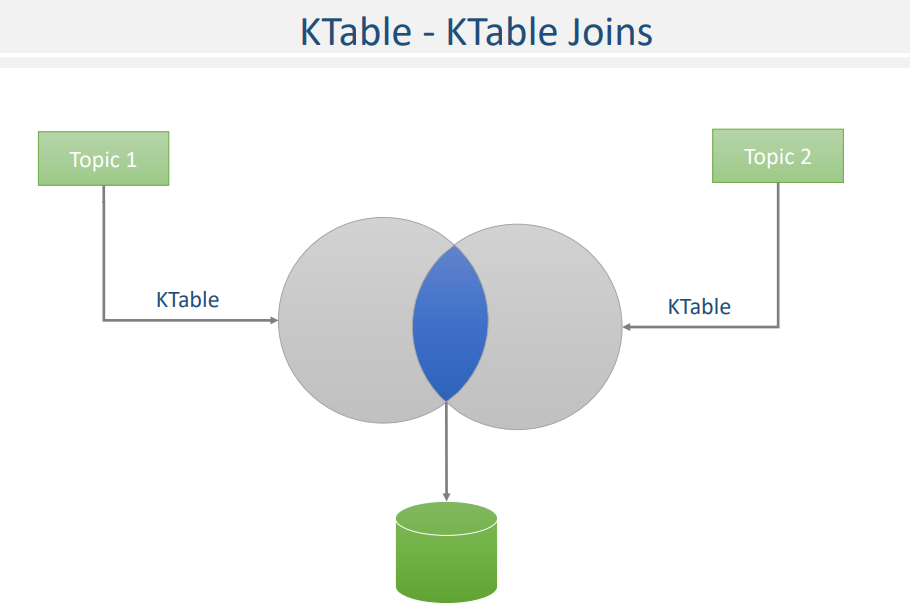 KTable - KTable Joins
Topic 1
Topic 2
KTable
KTable